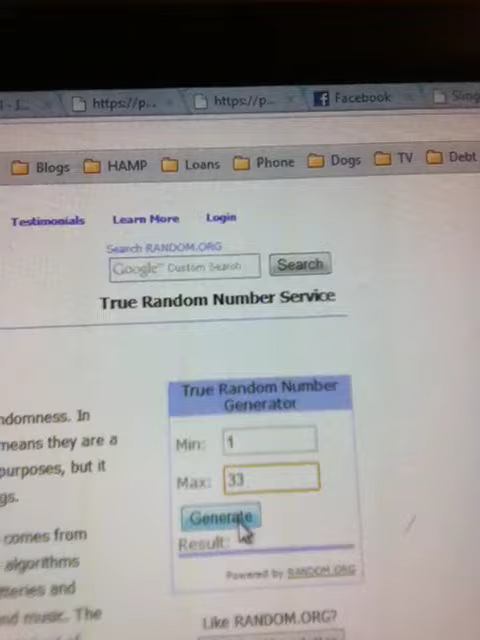 https://p... https://p... Facebook
Blogs HAMP Loans Phone Dogs TV Debt
Testimonials Learn More Login
Search RANDOM.ORG
Google™ Custom Search Search
True Random Number Service
True Random Number
Generator
ndomness. In
means they are a
purposes, but it
gs.
comes from
algorithms
tteries and
nd music. The
Min: 1
Max: 33
Generate
Result:
Powered by RANDOM.ORG
Like RANDOM.ORG?